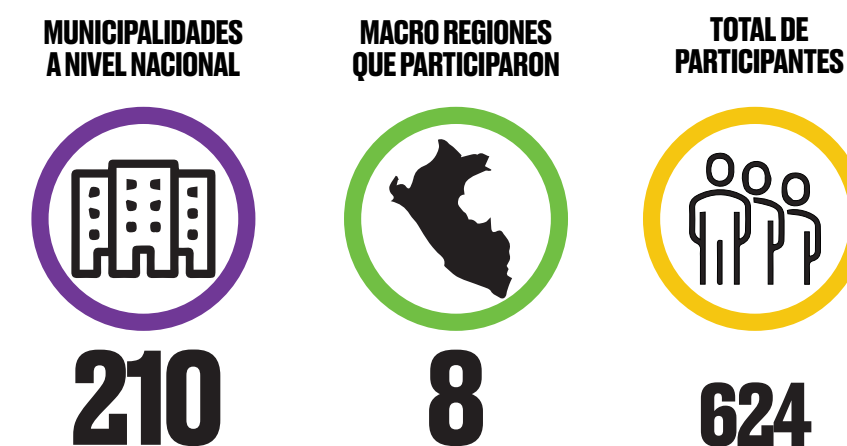 MUNICIPALIDADES
A NIVEL NACIONAL
210
MACRO REGIONES
QUE PARTICIPARON
8
TOTAL DE
PARTICIPANTES
624